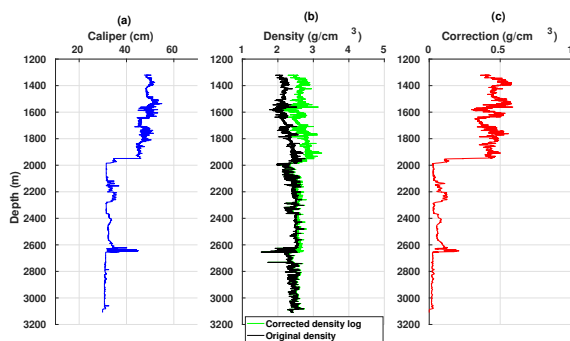 (a)
Caliper (cm)
20 40 60
(b)
Density (g/cm 3)
1 2 3 4 5
(c)
Correction (g/cm 3)
0 0.5 1
Depth (m)
1200 1200 1200
1400 1400 1400
1600 1600 1600
1800 1800 1800
2000 2000 2000
2200 2200 2200
2400 2400 2400
2600 2600 2600
2800 2800 2800
3000 3000 3000
3200 3200 3200
Corrected density log
Original density